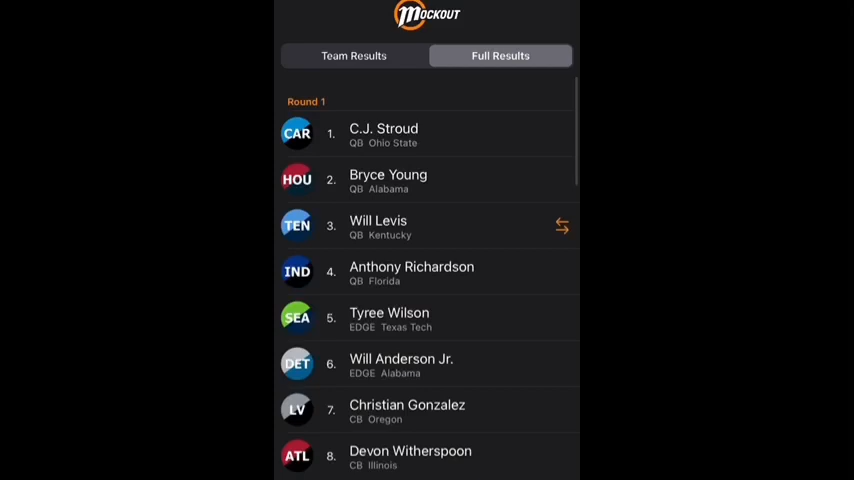 MOCKOUT
Team Results
Full Results
Round 1
CAR
1.
C.J. Stroud
QB Ohio State
HOU
2.
Bryce Young
QB Alabama
TEN
3.
Will Levis
QB Kentucky
IND
4.
Anthony Richardson
QB Florida
SEA
5.
Tyree Wilson
EDGE Texas Tech
DET
6.
Will Anderson Jr.
EDGE Alabama
LV
7.
Christian Gonzalez
CB Oregon
ATL
8.
Devon Witherspoon
CB Illinois